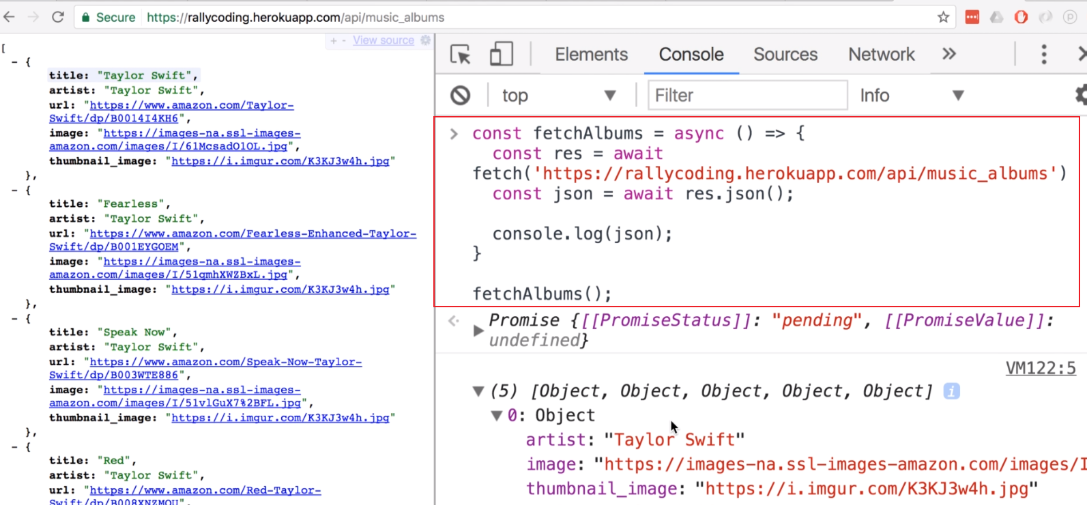 Secure https://rallycoding.herokuapp.com/api/music_albums
+ - View source
[
- {
title: "Taylor Swift",
artist: "Taylor Swift",
url: "https://www.amazon.com/Taylor-
Swift/dp/B0014I4KH6",
image: "https://images-na.ssl-images-
amazon.com/images/I/61McsadO1OL.jpg",
thumbnail_image: "https://i.imgur.com/K3KJ3w4h.jpg"
},
- {
title: "Fearless",
artist: "Taylor Swift",
url: "https://www.amazon.com/Fearless-Enhanced-Taylor-
Swift/dp/B001EYGOEM",
image: "https://images-na.ssl-images-
amazon.com/images/I/51qmhXWZBxL.jpg",
thumbnail_image: "https://i.imgur.com/K3KJ3w4h.jpg"
},
- {
title: "Speak Now",
artist: "Taylor Swift",
url: "https://www.amazon.com/Speak-Now-Taylor-
Swift/dp/B003WTE886",
image: "https://images-na.ssl-images-
amazon.com/images/I/51vlGuX7%2BFL.jpg",
thumbnail_image: "https://i.imgur.com/K3KJ3w4h.jpg"
},
- {
title: "Red",
artist: "Taylor Swift",
url: "https://www.amazon.com/Red-Taylor-
Elements Console Sources Network »
top Filter Info
> const fetchAlbums = async () => {
const res = await
fetch('https://rallycoding.herokuapp.com/api/music_albums')
const json = await res.json();
console.log(json);
}
fetchAlbums();
Promise {[[PromiseStatus]]: "pending", [[PromiseValue]]:
undefined}
VM122:5
(5) [Object, Object, Object, Object, Object] i
0: Object
artist: "Taylor Swift"
image: "https://images-na.ssl-images-amazon.com/images/I
thumbnail_image: "https://i.imgur.com/K3KJ3w4h.jpg"